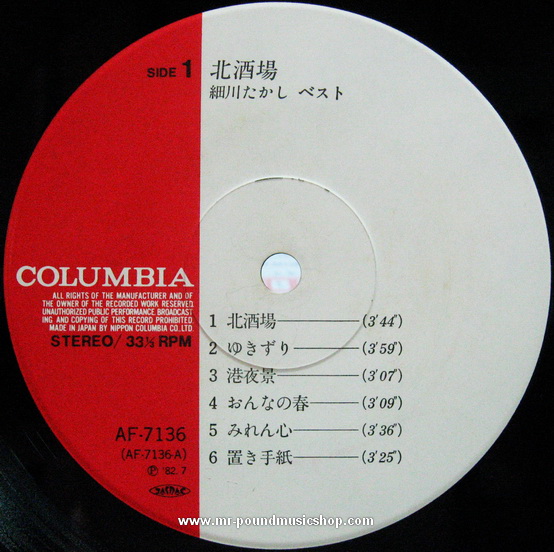 SIDE 1
北酒場
細川たかし ベスト
COLUMBIA
ALL RIGHTS OF THE MANUFACTURER AND OF
THE OWNER OF THE RECORDED WORK RESERVED.
UNAUTHORIZED PUBLIC PERFORMANCE, BROADCAST-
ING AND COPYING OF THIS RECORD PROHIBITED.
MADE IN JAPAN BY NIPPON COLUMBIA CO. LTD.
STEREO/33⅓ RPM
1 北酒場————(3'44")
2 ゆきずり————(3'59")
3 港夜景————(3'07")
4 おんなの春————(3'09")
5 みれん心————(3'36")
6 置き手紙————(3'25")
AF-7136
(AF-7136-A)
Ⓟ '82. 7
www.mr-poundmusicshop.com